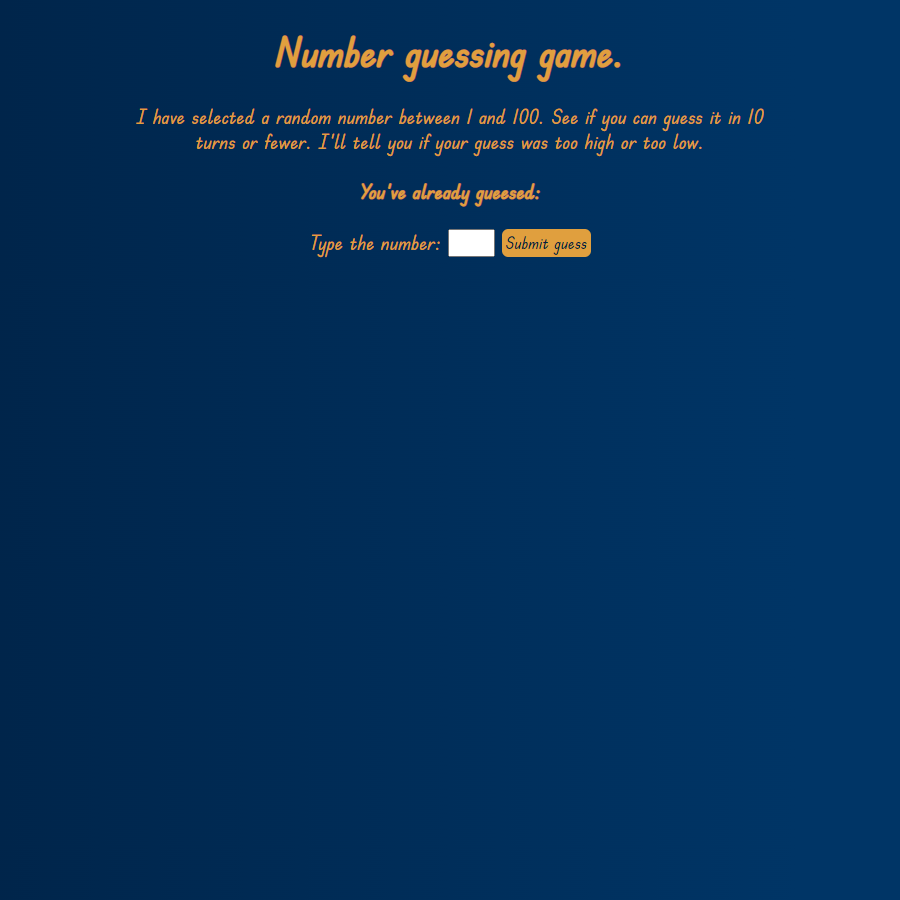 Number guessing game.
I have selected a random number between 1 and 100. See if you can guess it in 10
turns or fewer. I'll tell you if your guess was too high or too low.
You've already gueesed:
Type the number: Submit guess